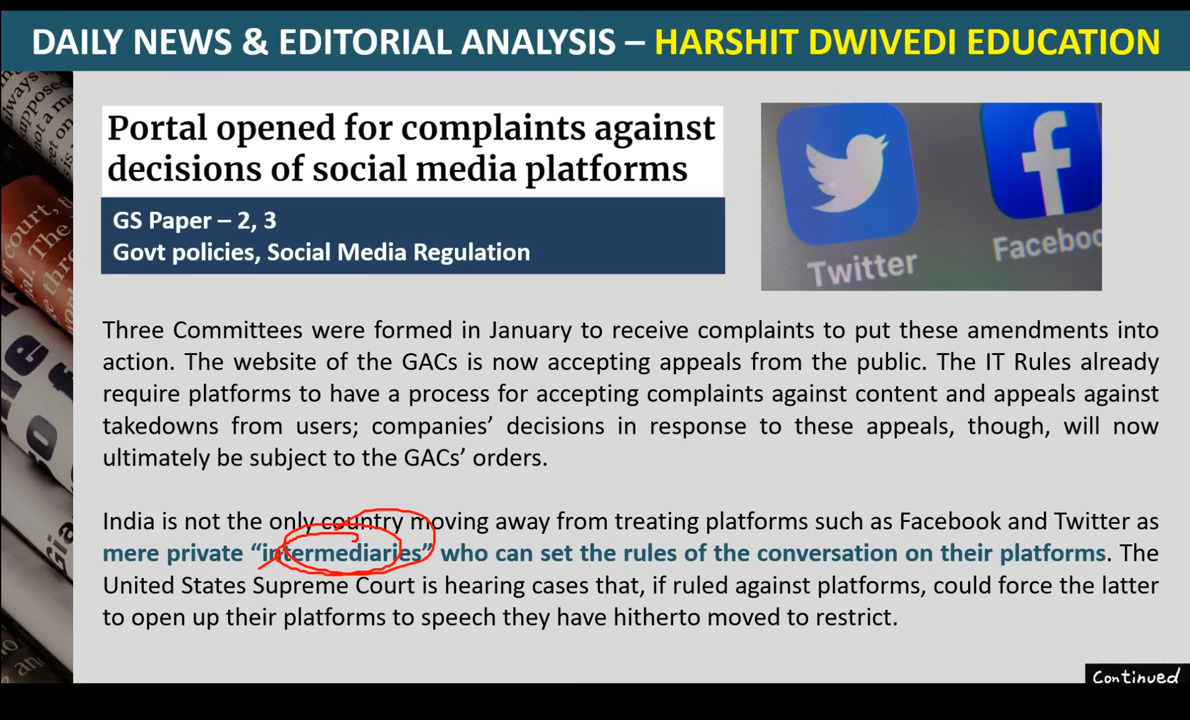 DAILY NEWS & EDITORIAL ANALYSIS – HARSHIT DWIVEDI EDUCATION
Portal opened for complaints against
decisions of social media platforms
GS Paper – 2, 3
Govt policies, Social Media Regulation
Twitter
Faceboo
Three Committees were formed in January to receive complaints to put these amendments into
action. The website of the GACs is now accepting appeals from the public. The IT Rules already
require platforms to have a process for accepting complaints against content and appeals against
takedowns from users; companies’ decisions in response to these appeals, though, will now
ultimately be subject to the GACs’ orders.
India is not the only country moving away from treating platforms such as Facebook and Twitter as
mere private “intermediaries” who can set the rules of the conversation on their platforms. The
United States Supreme Court is hearing cases that, if ruled against platforms, could force the latter
to open up their platforms to speech they have hitherto moved to restrict.
Continued